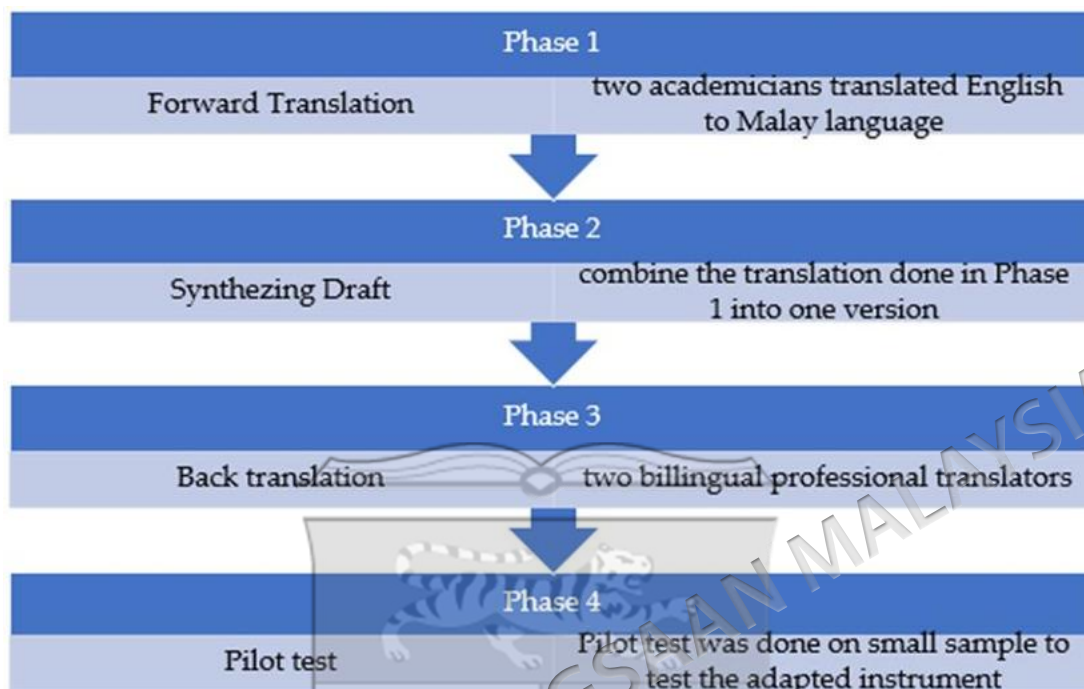 Phase 1
Forward Translation
two academicians translated English
to Malay language
Phase 2
Synthezing Draft
combine the translation done in Phase
1 into one version
Phase 3
Back translation
two billingual professional translators
Phase 4
Pilot test
Pilot test was done on small sample to
test the adapted instrument
GSAAN MALAYSIA